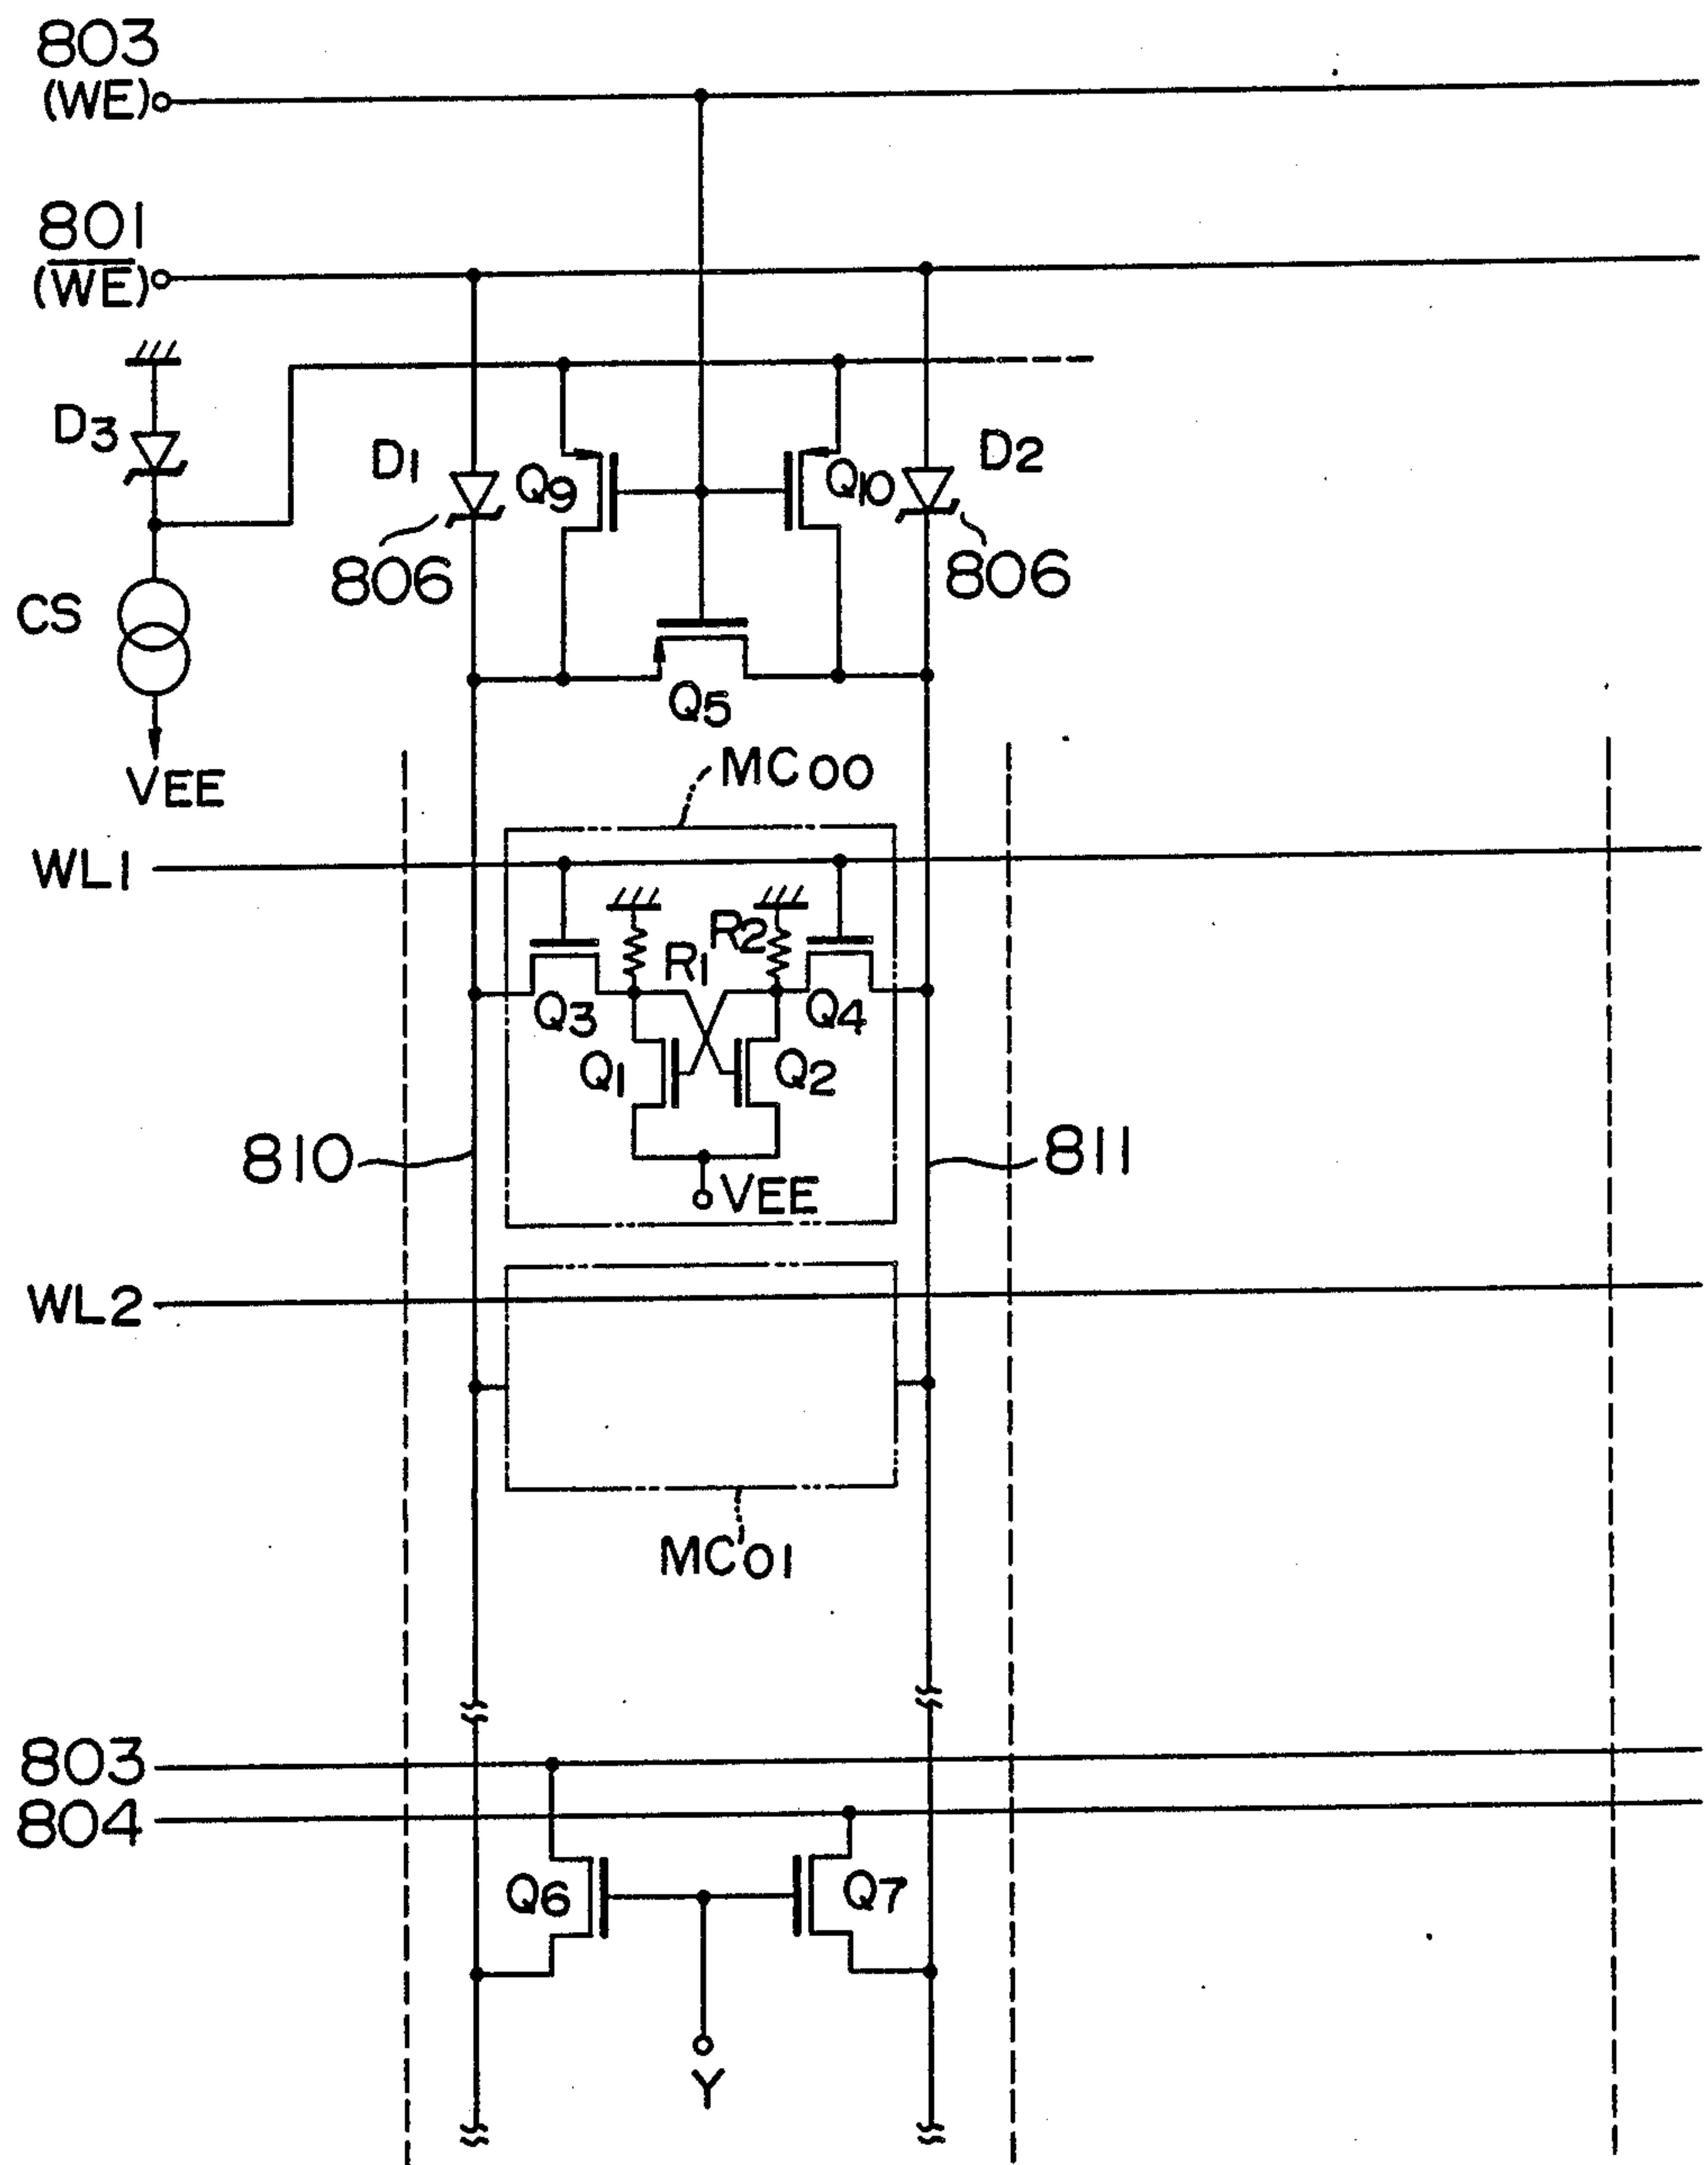 803
(WE)
801
(W̅E̅)
D3
D1
Q9
Q10
D2
806
806
CS
Q5
VEE
MC00
WL1
R1
R2
Q3
Q4
Q1
Q2
810
811
VEE
WL2
MC01
803
804
Q6
Q7
Y